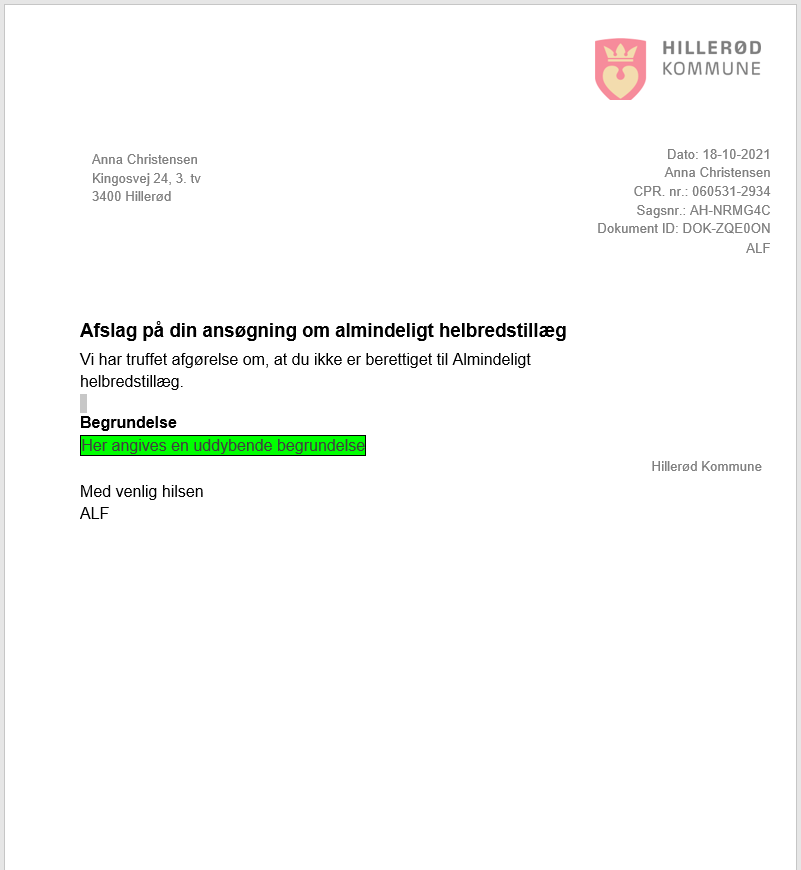 HILLERØD
KOMMUNE
Anna Christensen
Kingosvej 24, 3. tv
3400 Hillerød
Dato: 18-10-2021
Anna Christensen
CPR. nr.: 060531-2934
Sagsnr.: AH-NRMG4C
Dokument ID: DOK-ZQE0ON
ALF
Afslag på din ansøgning om almindeligt helbredstillæg
Vi har truffet afgørelse om, at du ikke er berettiget til Almindeligt
helbredstillæg.
Begrundelse
Her angives en uddybende begrundelse
Hillerød Kommune
Med venlig hilsen
ALF